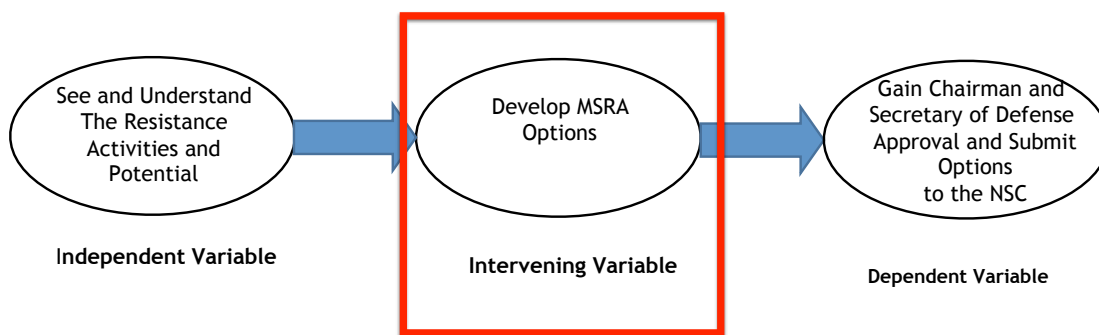 See and Understand
The Resistance
Activities and
Potential
Independent Variable
Develop MSRA
Options
Intervening Variable
Gain Chairman and
Secretary of Defense
Approval and Submit
Options
to the NSC
Dependent Variable